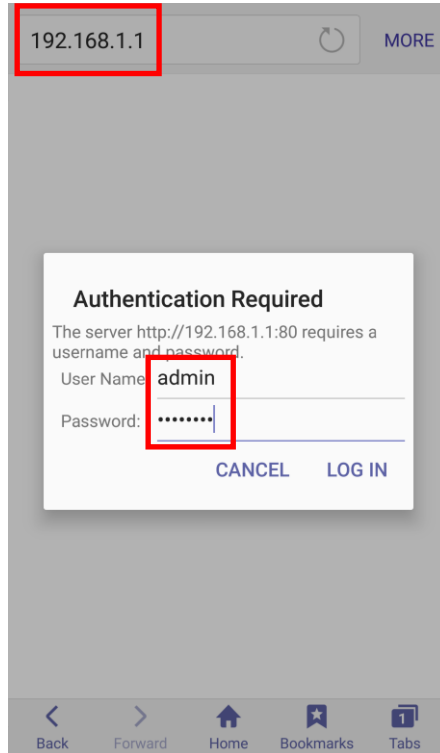 192.168.1.1 MORE
Authentication Required
The server http://192.168.1.1:80 requires a
username and password.
User Name: admin
Password: ••••••••
CANCEL LOG IN
Back Forward Home Bookmarks 1 Tabs